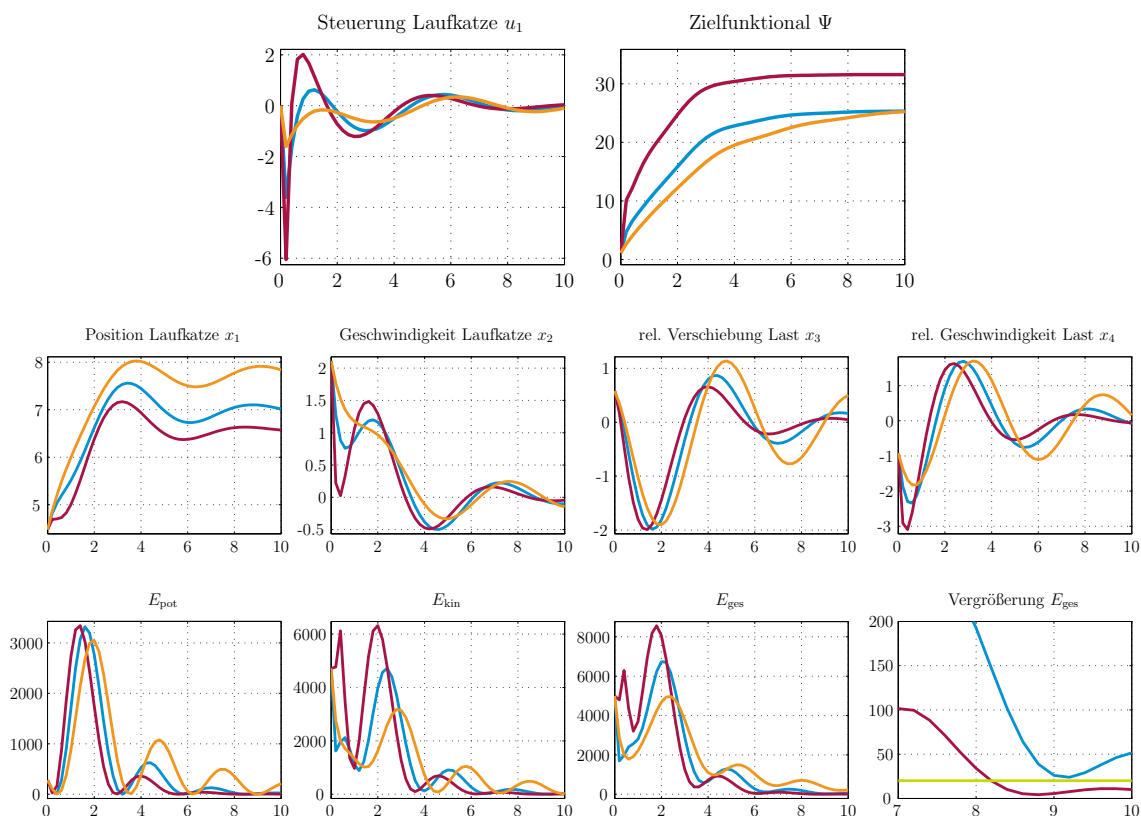 Steuerung Laufkatze u₁
Zielfunktional Ψ
2
0
-2
-4
-6
0 2 4 6 8 10
30
20
10
0
0 2 4 6 8 10
Position Laufkatze x₁
Geschwindigkeit Laufkatze x₂
rel. Verschiebung Last x₃
rel. Geschwindigkeit Last x₄
8
7
6
5
0 2 4 6 8 10
2
1.5
1
0.5
0
-0.5
0 2 4 6 8 10
1
0
-1
-2
0 2 4 6 8 10
1
0
-1
-2
-3
0 2 4 6 8 10
E_pot
E_kin
E_ges
Vergrößerung E_ges
3000
2000
1000
0
0 2 4 6 8 10
6000
4000
2000
0
0 2 4 6 8 10
8000
6000
4000
2000
0
0 2 4 6 8 10
200
150
100
50
0
7 8 9 10